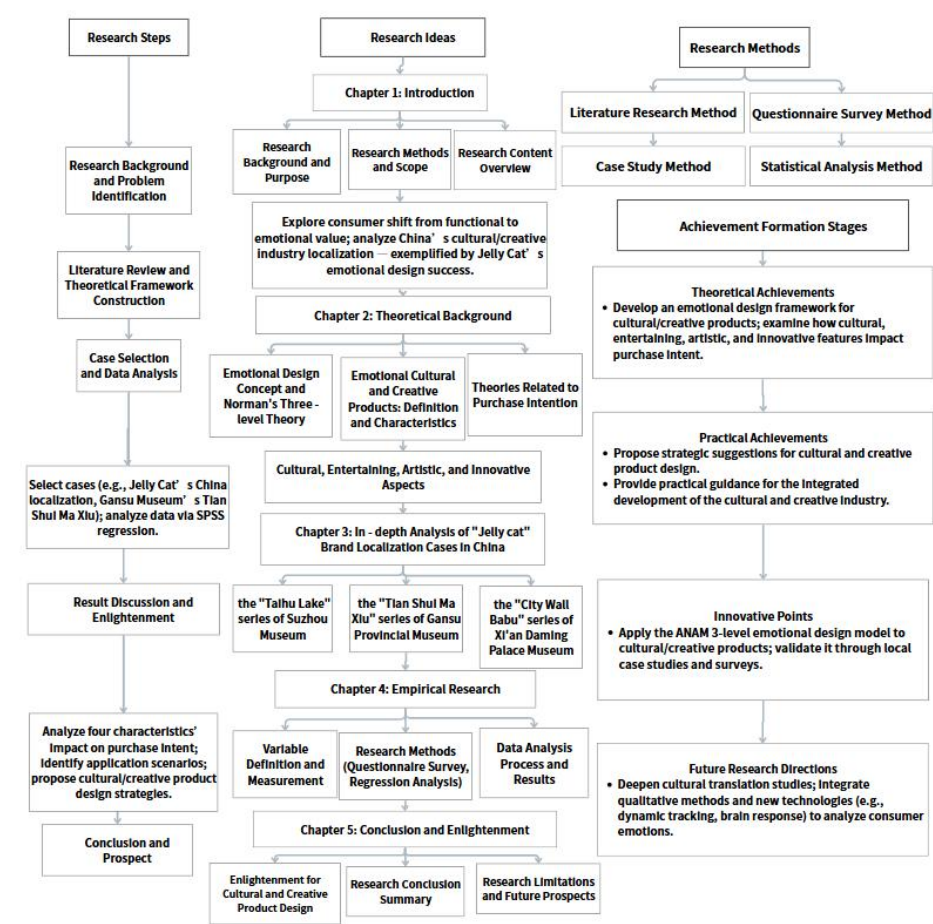 Research Steps
Research Background
and Problem
Identification
Literature Review and
Theoretical Framework
Construction
Case Selection
and Data Analysis
Select cases (e.g., Jelly Cat's China
localization, Gansu Museum's Tian
Shui Ma Xiu); analyze data via SPSS
regression.
Result Discussion and
Enlightenment
Analyze four characteristics'
impact on purchase intent;
identify application scenarios;
propose cultural/creative product
design strategies.
Conclusion and
Prospect
Research Ideas
Chapter 1: Introduction
Research
Background and
Purpose
Research Methods
and Scope
Research Content
Overview
Explore consumer shift from functional to
emotional value; analyze China's cultural/creative
industry localization — exemplified by Jelly Cat's
emotional design success.
Chapter 2: Theoretical Background
Emotional Design
Concept and
Norman's Three -
level Theory
Emotional Cultural
and Creative
Products: Definition
and Characteristics
Theories Related to
Purchase Intention
Cultural, Entertaining, Artistic, and Innovative
Aspects
Chapter 3: In - depth Analysis of "Jelly cat"
Brand Localization Cases in China
the "Taihu Lake"
series of Suzhou
Museum
the "Tian Shui Ma
Xiu" series of Gansu
Provincial Museum
the "City Wall
Babu" series of
Xi'an Daming
Palace Museum
Chapter 4: Empirical Research
Variable
Definition and
Measurement
Research Methods
(Questionnaire Survey,
Regression Analysis)
Data Analysis
Process and
Results
Chapter 5: Conclusion and Enlightenment
Enlightenment for
Cultural and Creative
Product Design
Research Conclusion
Summary
Research Limitations
and Future Prospects
Research Methods
Literature Research Method
Questionnaire Survey Method
Case Study Method
Statistical Analysis Method
Achievement Formation Stages
Theoretical Achievements
• Develop an emotional design framework for
cultural/creative products; examine how cultural,
entertaining, artistic, and innovative features impact
purchase intent.
Practical Achievements
• Propose strategic suggestions for cultural and creative
product design.
• Provide practical guidance for the integrated
development of the cultural and creative industry.
Innovative Points
• Apply the ANAM 3-level emotional design model to
cultural/creative products; validate it through local
case studies and surveys.
Future Research Directions
• Deepen cultural translation studies; integrate
qualitative methods and new technologies (e.g.,
dynamic tracking, brain response) to analyze consumer
emotions.